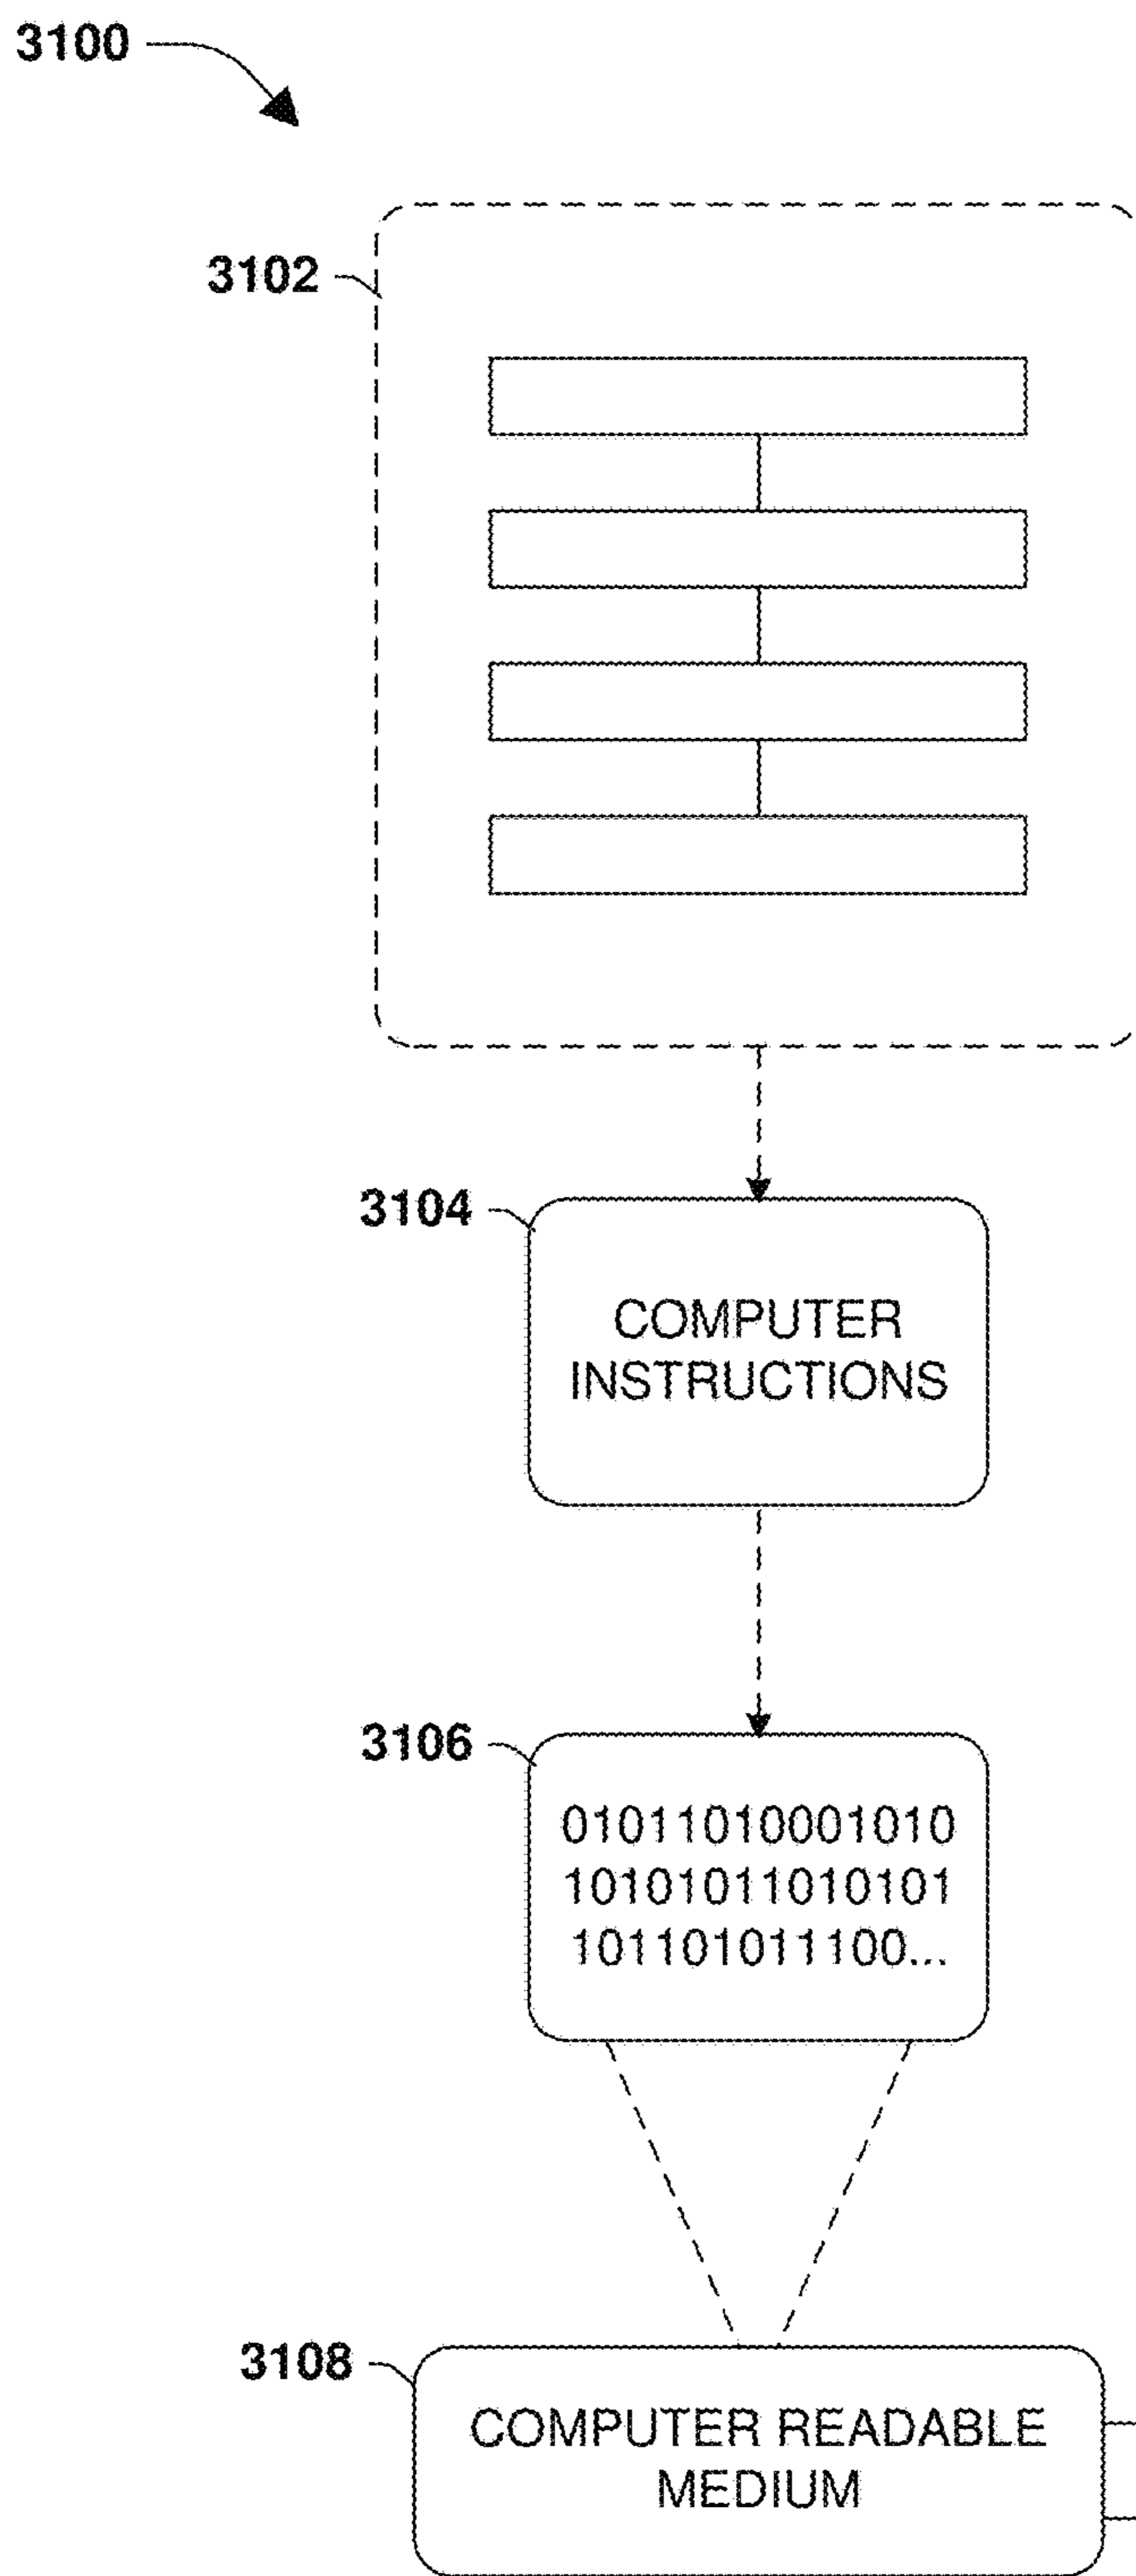 3100
3102
3104
COMPUTER
INSTRUCTIONS
3106
01011010001010
10101011010101
101101011100...
3108
COMPUTER READABLE
MEDIUM